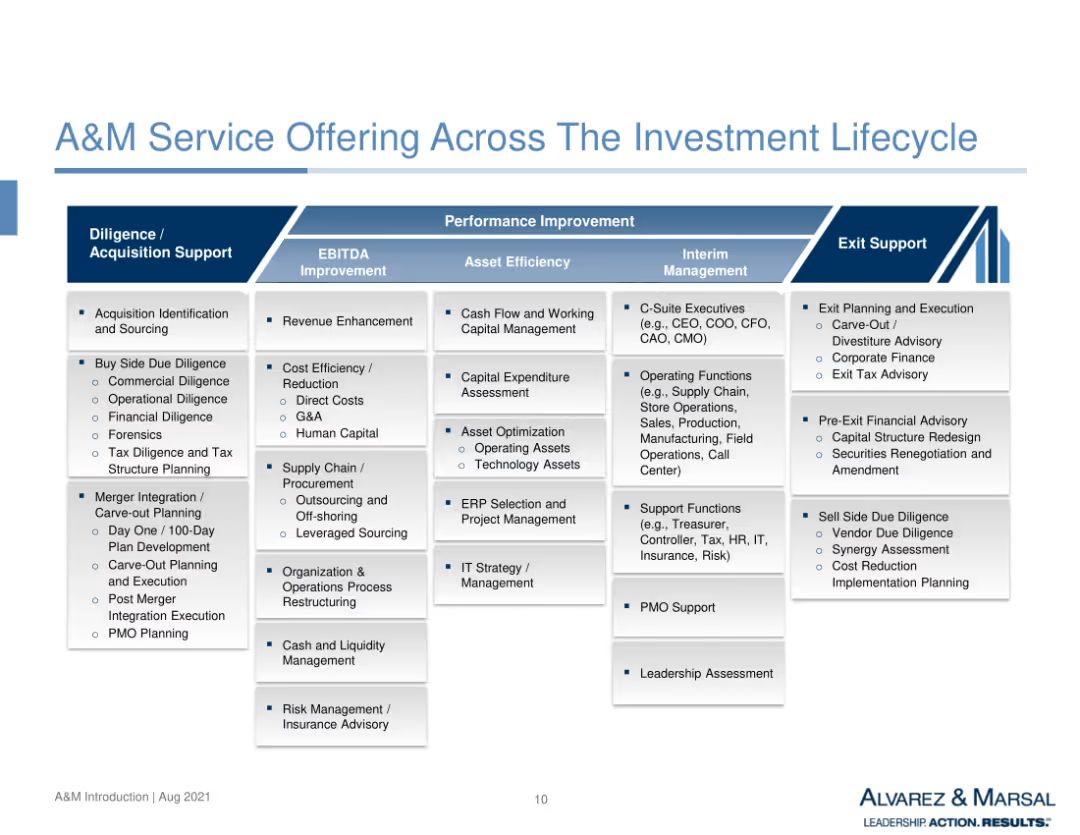 A&M Service Offering Across The Investment Lifecycle
Diligence /
Acquisition Support
Performance Improvement
EBITDA
Improvement
Asset Efficiency
Interim
Management
Exit Support
▪ Acquisition Identification
and Sourcing
▪ Buy Side Due Diligence
o Commercial Diligence
o Operational Diligence
o Financial Diligence
o Forensics
o Tax Diligence and Tax
Structure Planning
▪ Merger Integration /
Carve-out Planning
o Day One / 100-Day
Plan Development
o Carve-Out Planning
and Execution
o Post Merger
Integration Execution
o PMO Planning
▪ Revenue Enhancement
▪ Cost Efficiency /
Reduction
o Direct Costs
o G&A
o Human Capital
▪ Supply Chain /
Procurement
o Outsourcing and
Off-shoring
o Leveraged Sourcing
▪ Organization &
Operations Process
Restructuring
▪ Cash and Liquidity
Management
▪ Risk Management /
Insurance Advisory
▪ Cash Flow and Working
Capital Management
▪ Capital Expenditure
Assessment
▪ Asset Optimization
o Operating Assets
o Technology Assets
▪ ERP Selection and
Project Management
▪ IT Strategy /
Management
▪ C-Suite Executives
(e.g., CEO, COO, CFO,
CAO, CMO)
▪ Operating Functions
(e.g., Supply Chain,
Store Operations,
Sales, Production,
Manufacturing, Field
Operations, Call
Center)
▪ Support Functions
(e.g., Treasurer,
Controller, Tax, HR, IT,
Insurance, Risk)
▪ PMO Support
▪ Leadership Assessment
▪ Exit Planning and Execution
o Carve-Out /
Divestiture Advisory
o Corporate Finance
o Exit Tax Advisory
▪ Pre-Exit Financial Advisory
o Capital Structure Redesign
o Securities Renegotiation and
Amendment
▪ Sell Side Due Diligence
o Vendor Due Diligence
o Synergy Assessment
o Cost Reduction
Implementation Planning
A&M Introduction | Aug 2021
10
ALVAREZ & MARSAL
LEADERSHIP. ACTION. RESULTS.™